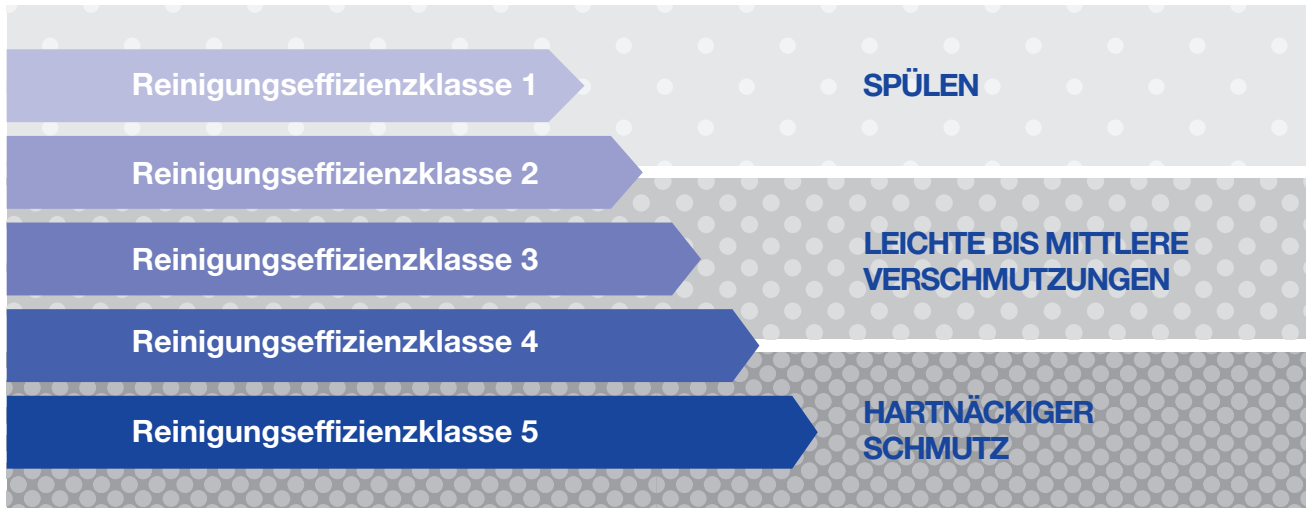 Reinigungseffizienzklasse 1
SPÜLEN
Reinigungseffizienzklasse 2
Reinigungseffizienzklasse 3
LEICHTE BIS MITTLERE
VERSCHMUTZUNGEN
Reinigungseffizienzklasse 4
Reinigungseffizienzklasse 5
HARTNÄCKIGER
SCHMUTZ